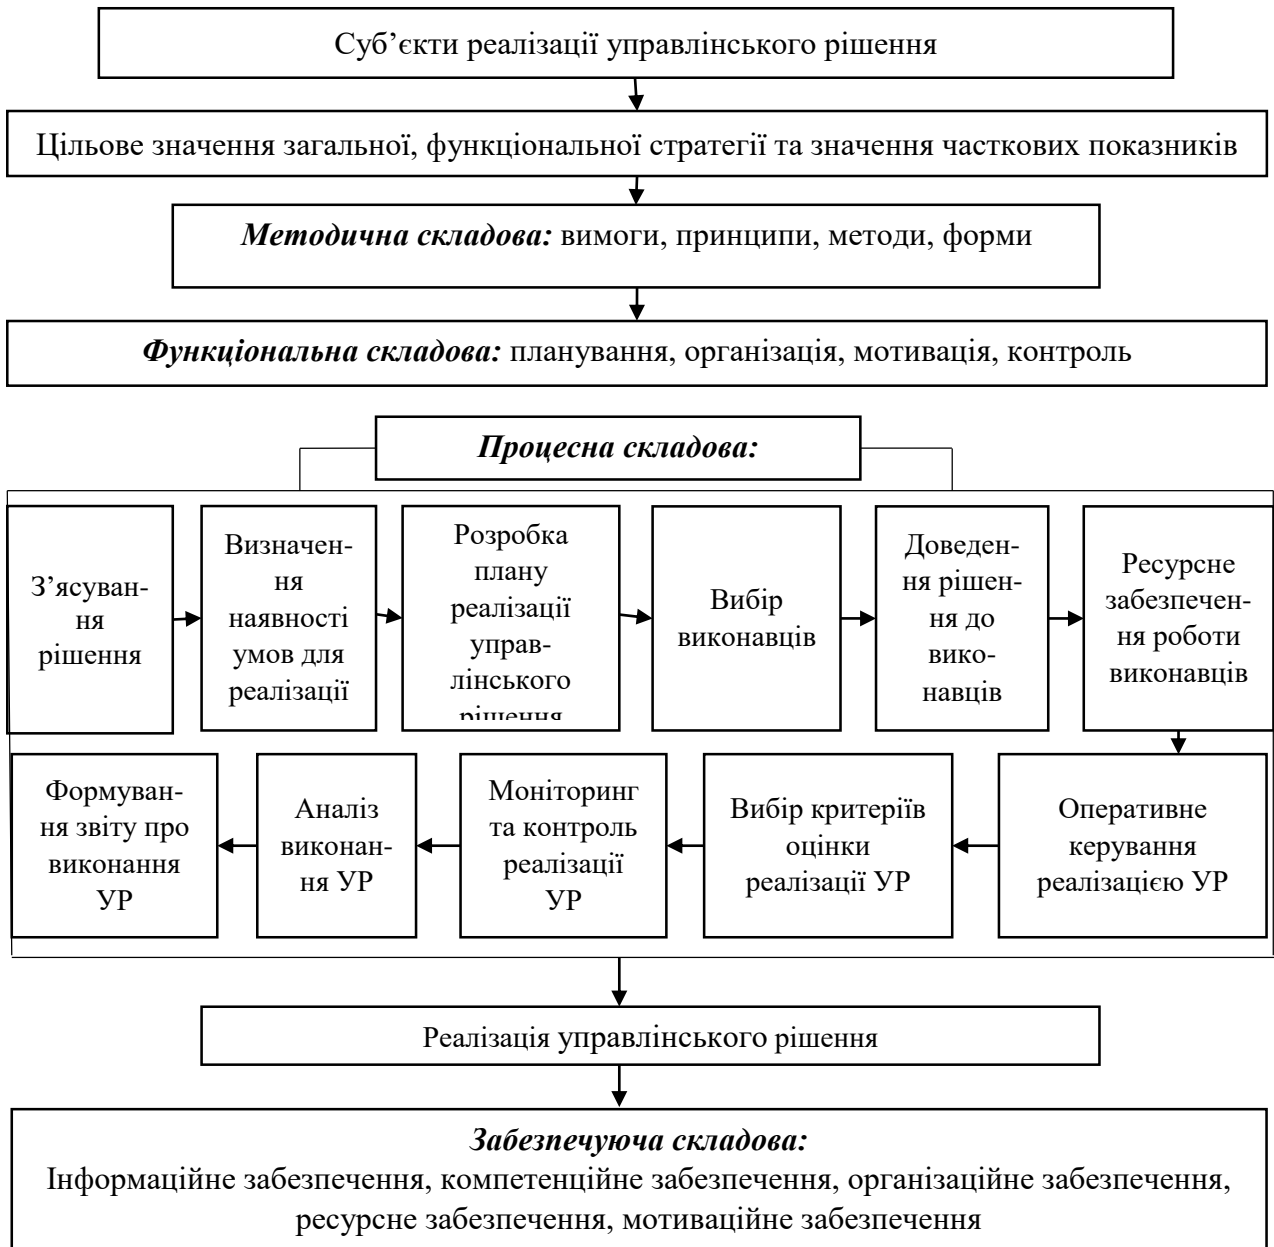 Суб’єкти реалізації управлінського рішення
Цільове значення загальної, функціональної стратегії та значення часткових показників
Методична складова: вимоги, принципи, методи, форми
Функціональна складова: планування, організація, мотивація, контроль
Процесна складова:
З’ясуван-
ня
рішення
Визначен-
ня
наявності
умов для
реалізації
Розробка
плану
реалізації
управ-
лінського
рішення
Вибір
виконавців
Доведен-
ня рішен-
ня до
вико-
навців
Ресурсне
забезпечен-
ня роботи
виконавців
Формуван-
ня звіту про
виконання
УР
Аналіз
виконан-
ня УР
Моніторинг
та контроль
реалізації
УР
Вибір критеріїв
оцінки
реалізації УР
Оперативне
керування
реалізацією УР
Реалізація управлінського рішення
Забезпечуюча складова:
Інформаційне забезпечення, компетенційне забезпечення, організаційне забезпечення,
ресурсне забезпечення, мотиваційне забезпечення